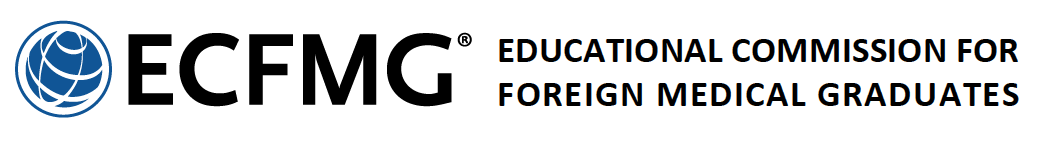 ECFMG® EDUCATIONAL COMMISSION FOR
FOREIGN MEDICAL GRADUATES